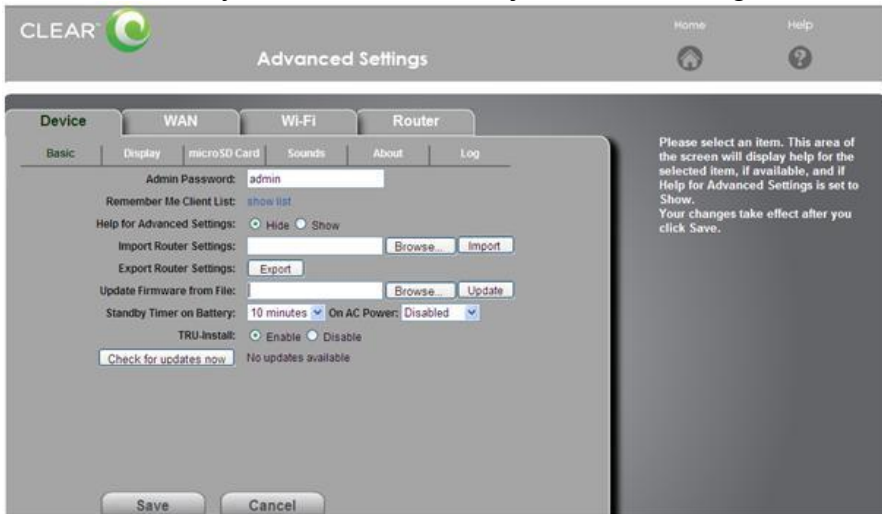 CLEAR
Home Help
Advanced Settings
Device WAN Wi-Fi Router
Basic Display microSD Card Sounds About Log
Admin Password: admin
Remember Me Client List: show list
Help for Advanced Settings: Hide Show
Import Router Settings: Browse... Import
Export Router Settings: Export
Update Firmware from File: Browse... Update
Standby Timer on Battery: 10 minutes On AC Power: Disabled
TRU-Install: Enable Disable
Check for updates now No updates available
Save Cancel
Please select an item. This area of
the screen will display help for the
selected item, if available, and if
Help for Advanced Settings is set to
Show.
Your changes take effect after you
click Save.